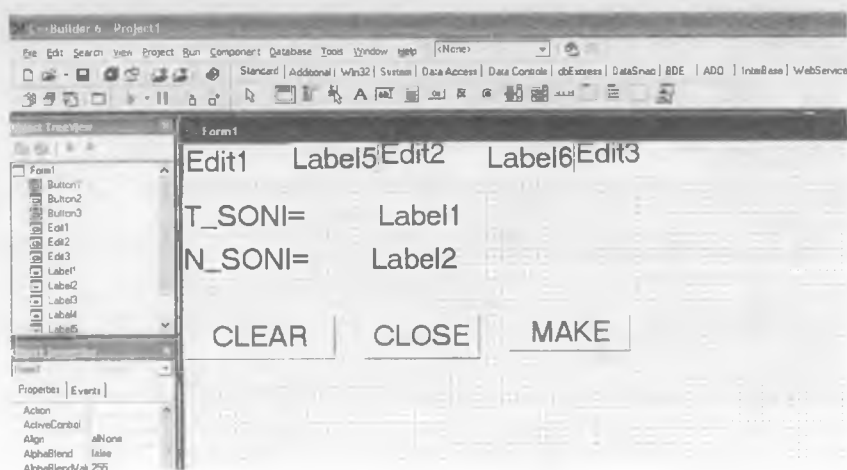 C++Builder 6 Project1
File Edit Search View Project Run Component Database Tools Window Help <None>
Standard Additional Win32 System Data Access Data Controls dbExpress DataSnap BDE ADO InterBase WebService
Object TreeView
Form1
Button1
Button2
Button3
Edit1
Edit2
Edit3
Label1
Label2
Label3
Label4
Label5
Form1
Edit1 Label5 Edit2 Label6 Edit3
T_SONI= Label1
N_SONI= Label2
CLEAR CLOSE MAKE
Properties Events
Action
ActiveControl
Align alNone
AlphaBlend false
AlphaBlendVal 255